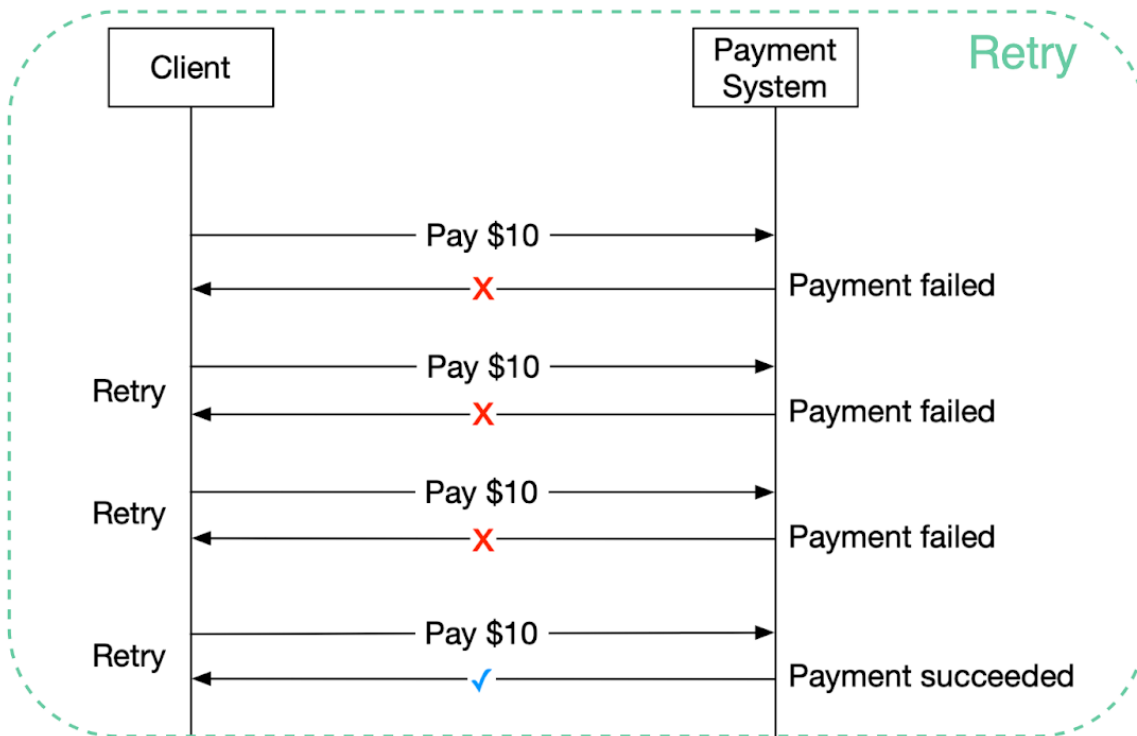 Retry
Client
Payment
System
Pay $10
X
Payment failed
Retry
Pay $10
X
Payment failed
Retry
Pay $10
X
Payment failed
Retry
Pay $10
✓
Payment succeeded